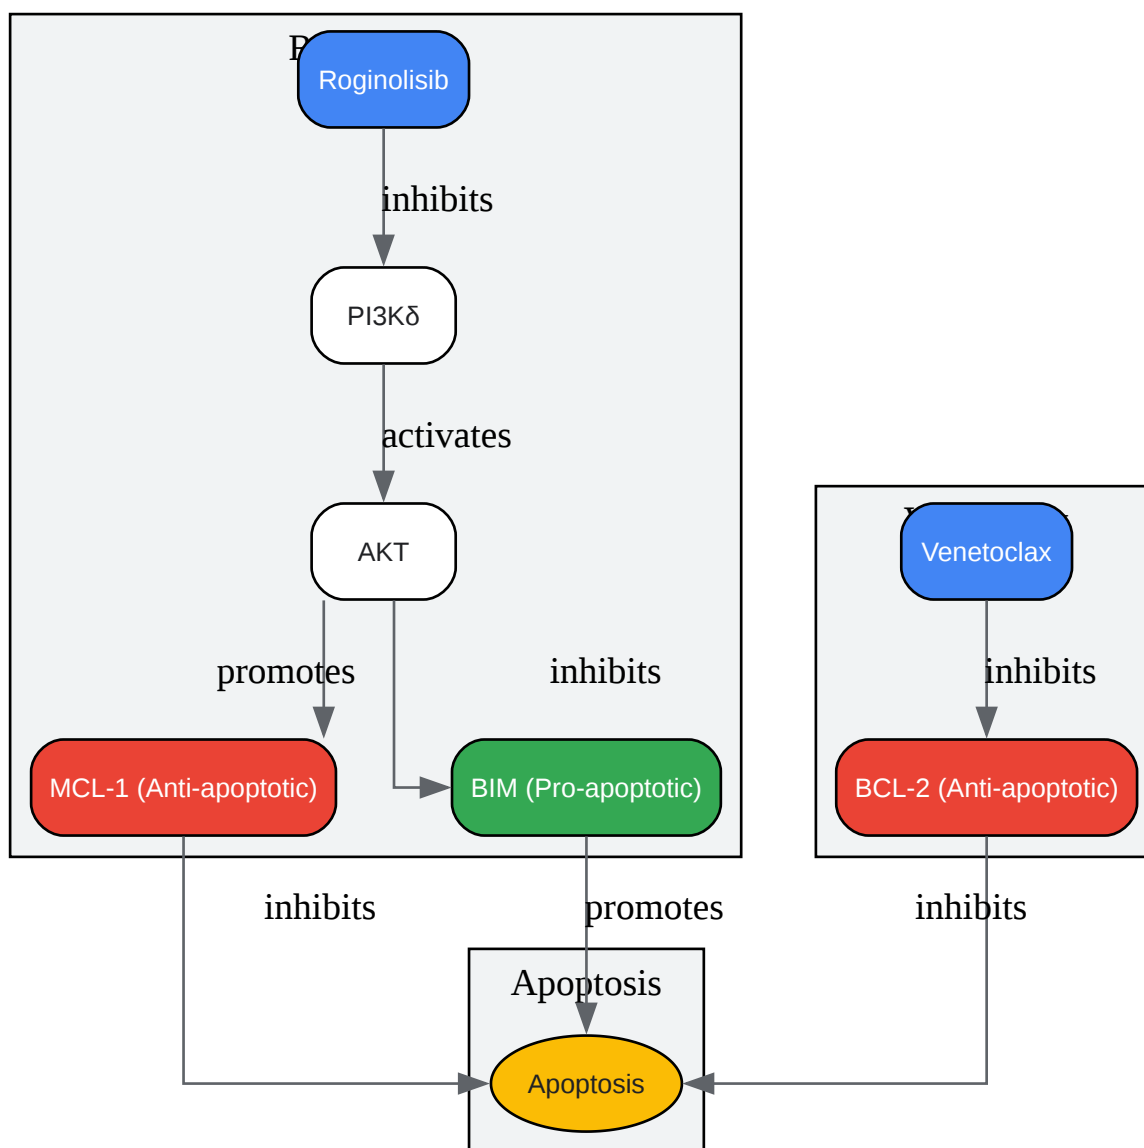 Roginolisib
inhibits
PI3Kδ
activates
AKT
Venetoclax
promotes
inhibits
inhibits
MCL-1 (Anti-apoptotic)
BIM (Pro-apoptotic)
BCL-2 (Anti-apoptotic)
inhibits
promotes
inhibits
Apoptosis
Apoptosis